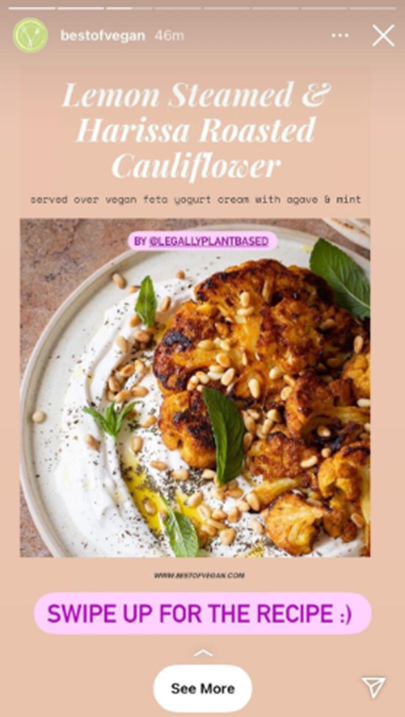 bestofvegan 46m
Lemon Steamed &
Harissa Roasted
Cauliflower
served over vegan feta yogurt cream with agave & mint
BY @LEGALLYPLANTBASED
WWW.BESTOFVEGAN.COM
SWIPE UP FOR THE RECIPE :)
See More